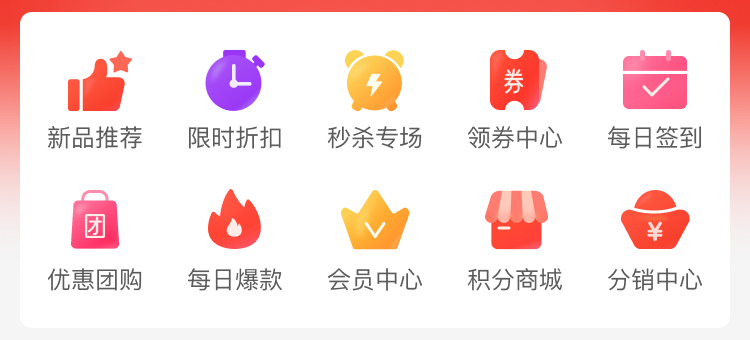 券
新品推荐 限时折扣 秒杀专场 领券中心 每日签到
团 ¥
优惠团购 每日爆款 会员中心 积分商城 分销中心